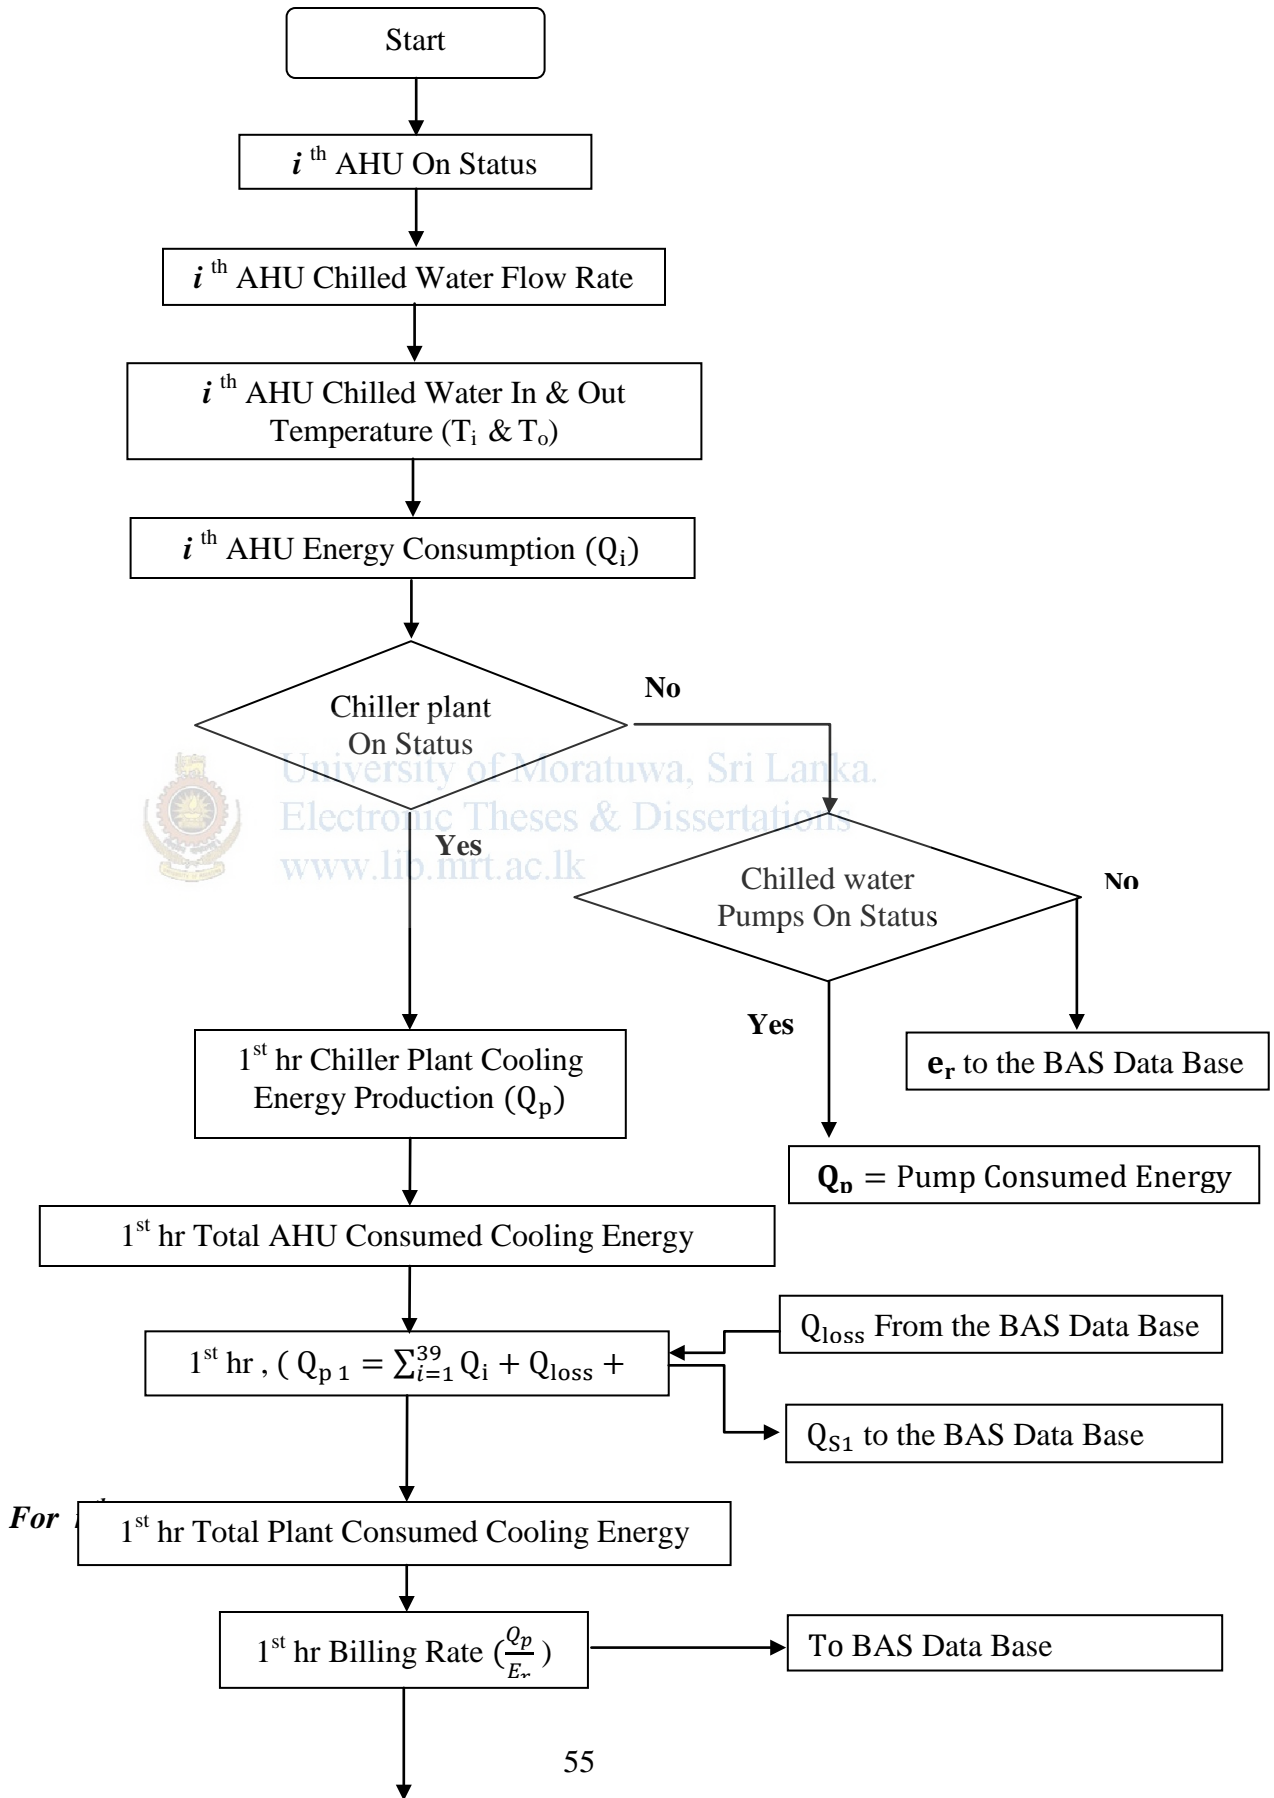 Start
i th AHU On Status
i th AHU Chilled Water Flow Rate
i th AHU Chilled Water In & Out
Temperature (Ti & To)
i th AHU Energy Consumption (Qi)
Chiller plant
On Status
No
University of Moratuwa, Sri Lanka.
Electronic Theses & Dissertations
www.lib.mrt.ac.lk
Yes
Chilled water
Pumps On Status
No
Yes
1st hr Chiller Plant Cooling
Energy Production (Qp)
er to the BAS Data Base
Qp = Pump Consumed Energy
1st hr Total AHU Consumed Cooling Energy
Qloss From the BAS Data Base
1st hr , ( Qp 1 = ∑_{i=1}^{39} Qi + Qloss +
QS1 to the BAS Data Base
For
1st hr Total Plant Consumed Cooling Energy
1st hr Billing Rate (Qp/Er)
To BAS Data Base
55